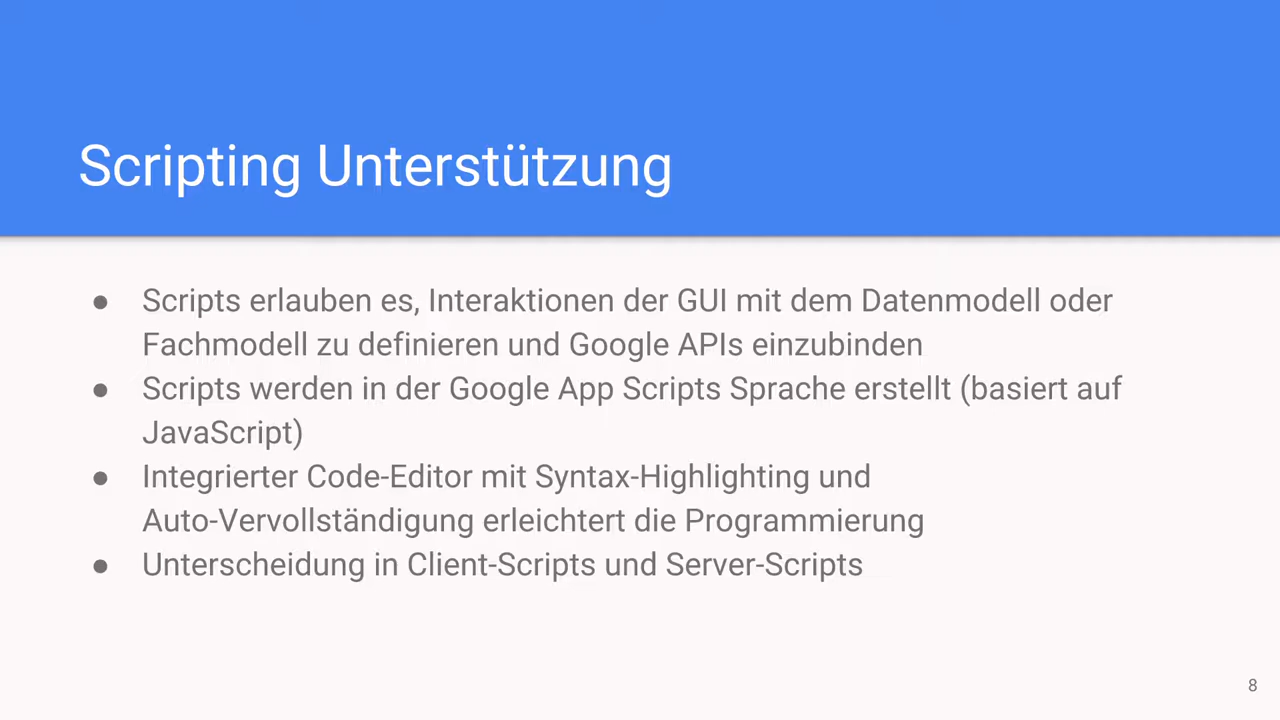 Scripting Unterstützung
● Scripts erlauben es, Interaktionen der GUI mit dem Datenmodell oder
Fachmodell zu definieren und Google APIs einzubinden
● Scripts werden in der Google App Scripts Sprache erstellt (basiert auf
JavaScript)
● Integrierter Code-Editor mit Syntax-Highlighting und
Auto-Vervollständigung erleichtert die Programmierung
● Unterscheidung in Client-Scripts und Server-Scripts
8